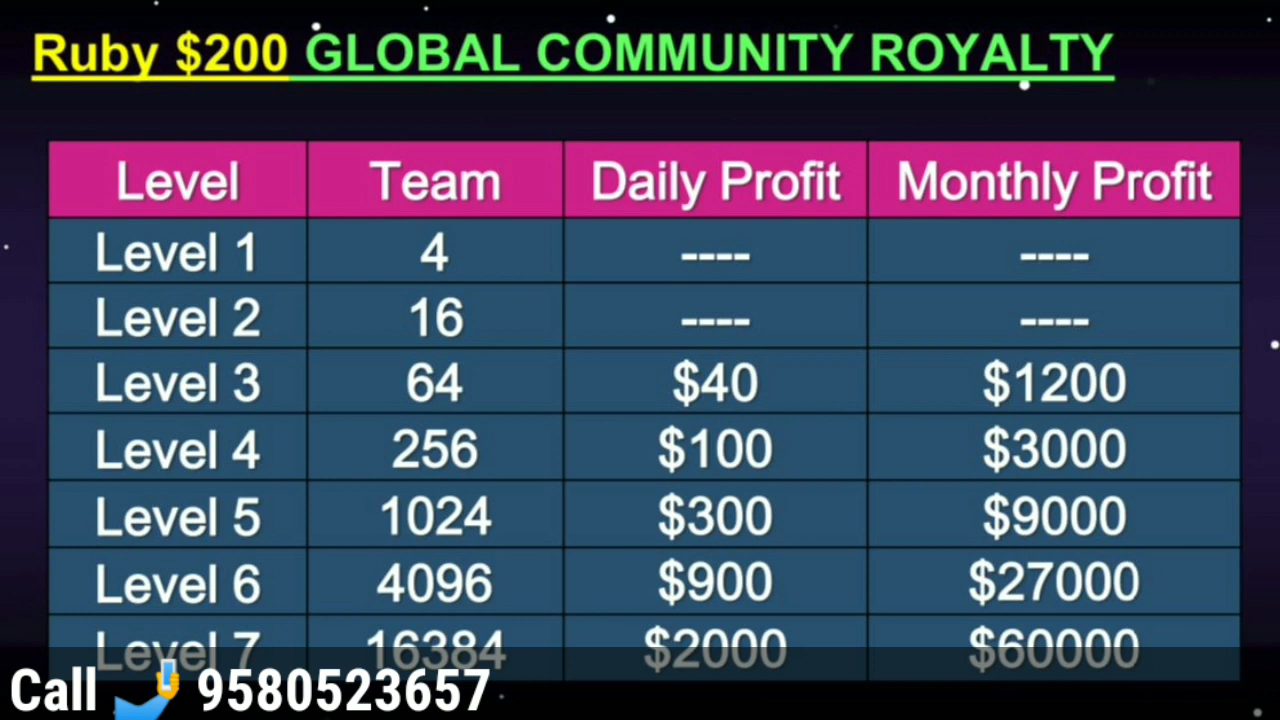 Ruby $200 GLOBAL COMMUNITY ROYALTY
Level Team Daily Profit Monthly Profit
Level 1 4 ---- ----
Level 2 16 ---- ----
Level 3 64 $40 $1200
Level 4 256 $100 $3000
Level 5 1024 $300 $9000
Level 6 4096 $900 $27000
Level 7 16384 $2000 $60000
Call 9580523657